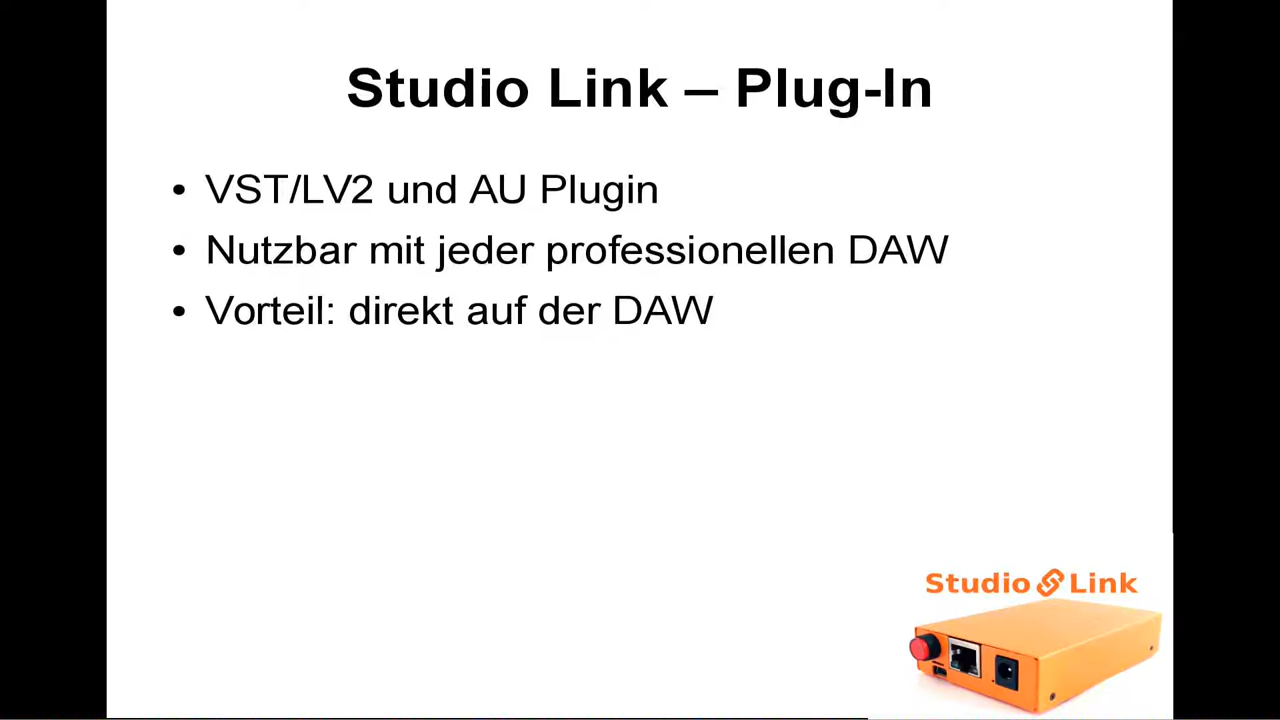 Studio Link – Plug-In
• VST/LV2 und AU Plugin
• Nutzbar mit jeder professionellen DAW
• Vorteil: direkt auf der DAW
Studio Link